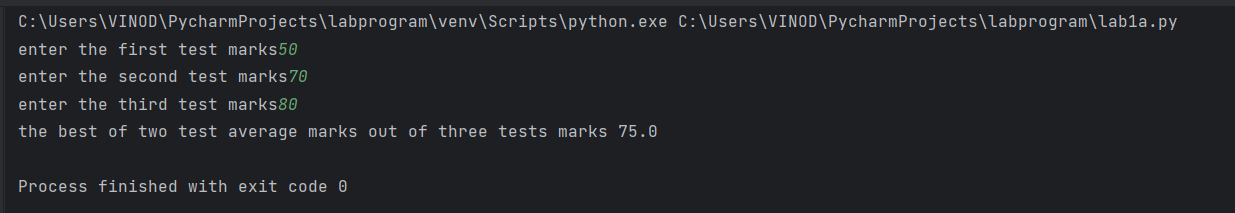 C:\Users\VINOD\PycharmProjects\labprogram\venv\Scripts\python.exe C:\Users\VINOD\PycharmProjects\labprogram\lab1a.py
enter the first test marks50
enter the second test marks70
enter the third test marks80
the best of two test average marks out of three tests marks 75.0
Process finished with exit code 0